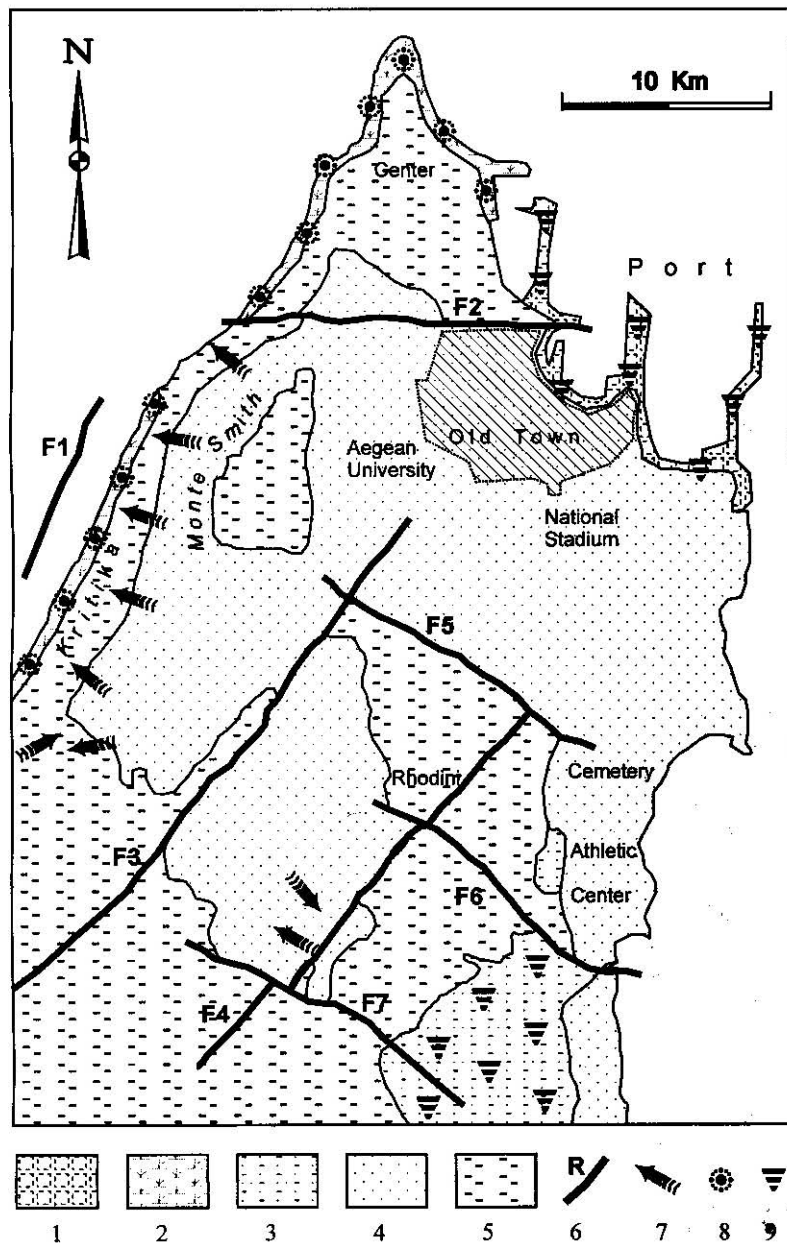 N
10 Km
Genter
Port
F2
F1
Monte Smith
Old Town
Aegean
University
National
Stadium
Kritika
F5
Rhodini
Cemetery
F3
Athletic
Center
F6
F4
F7
R
1 2 3 4 5 6 7 8 9